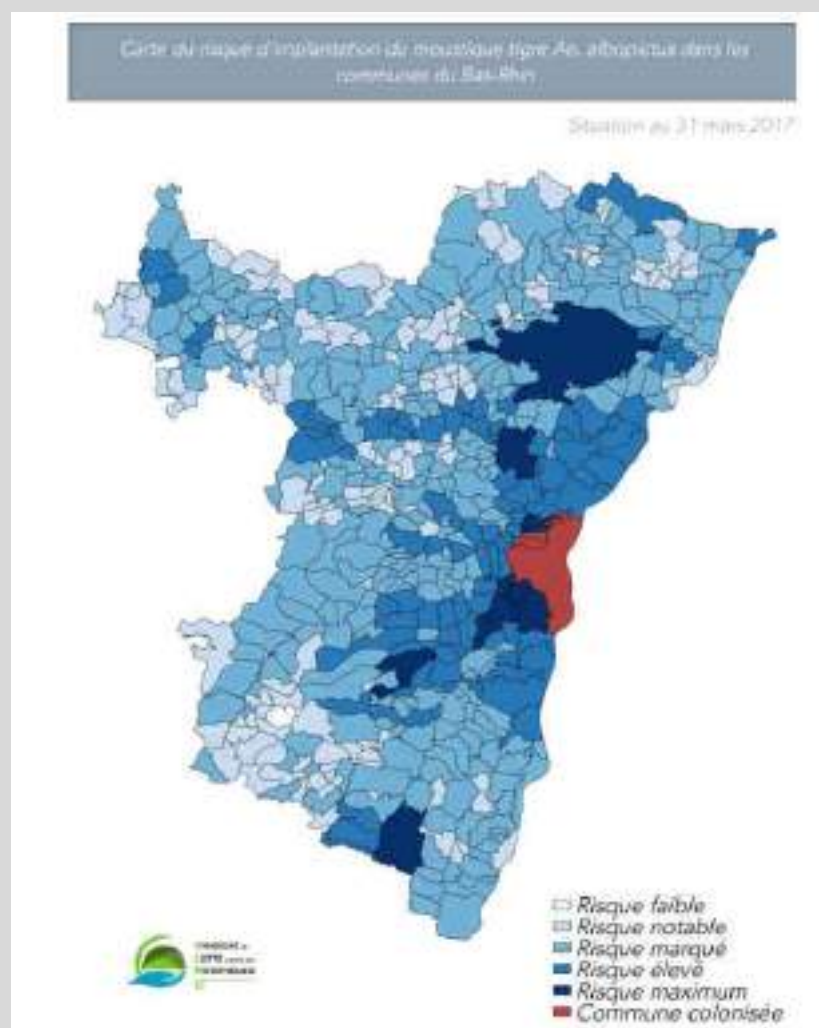 Carte du risque d'implantation du moustique tigre Ae. albopictus dans les
communes du Bas-Rhin
Situation au 31 mars 2017
Risque faible
Risque notable
Risque marqué
Risque élevé
Risque maximum
Commune colonisée